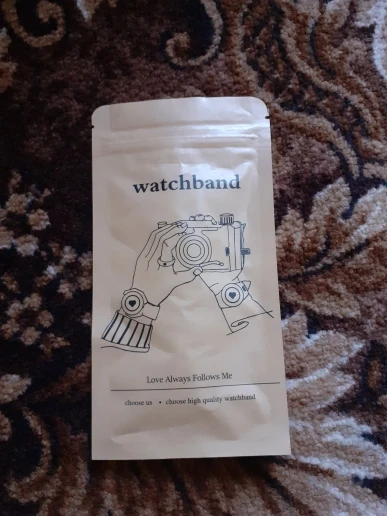 watchband
Love Always Follows Me
choose us • choose high quality watchband